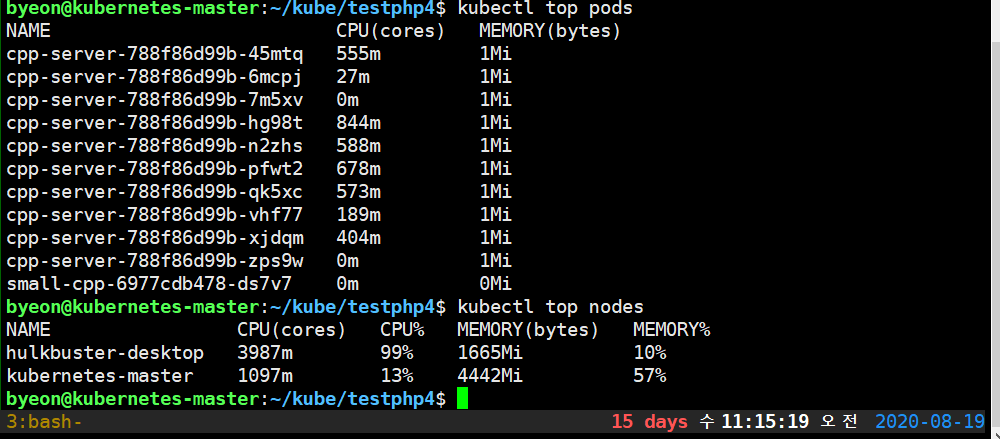 byeon@kubernetes-master:~/kube/testphp4$ kubectl top pods
NAME                          CPU(cores)   MEMORY(bytes)
cpp-server-788f86d99b-45mtq   555m         1Mi
cpp-server-788f86d99b-6mcpj   27m          1Mi
cpp-server-788f86d99b-7m5xv   0m           1Mi
cpp-server-788f86d99b-hg98t   844m         1Mi
cpp-server-788f86d99b-n2zhs   588m         1Mi
cpp-server-788f86d99b-pfwt2   678m         1Mi
cpp-server-788f86d99b-qk5xc   573m         1Mi
cpp-server-788f86d99b-vhf77   189m         1Mi
cpp-server-788f86d99b-xjdqm   404m         1Mi
cpp-server-788f86d99b-zps9w   0m           1Mi
small-cpp-6977cdb478-ds7v7    0m           0Mi
byeon@kubernetes-master:~/kube/testphp4$ kubectl top nodes
NAME                 CPU(cores)   CPU%   MEMORY(bytes)   MEMORY%
hulkbuster-desktop   3987m        99%    1665Mi          10%
kubernetes-master    1097m        13%    4442Mi          57%
byeon@kubernetes-master:~/kube/testphp4$
3:bash- 15 days 수 11:15:19 오전 2020-08-19